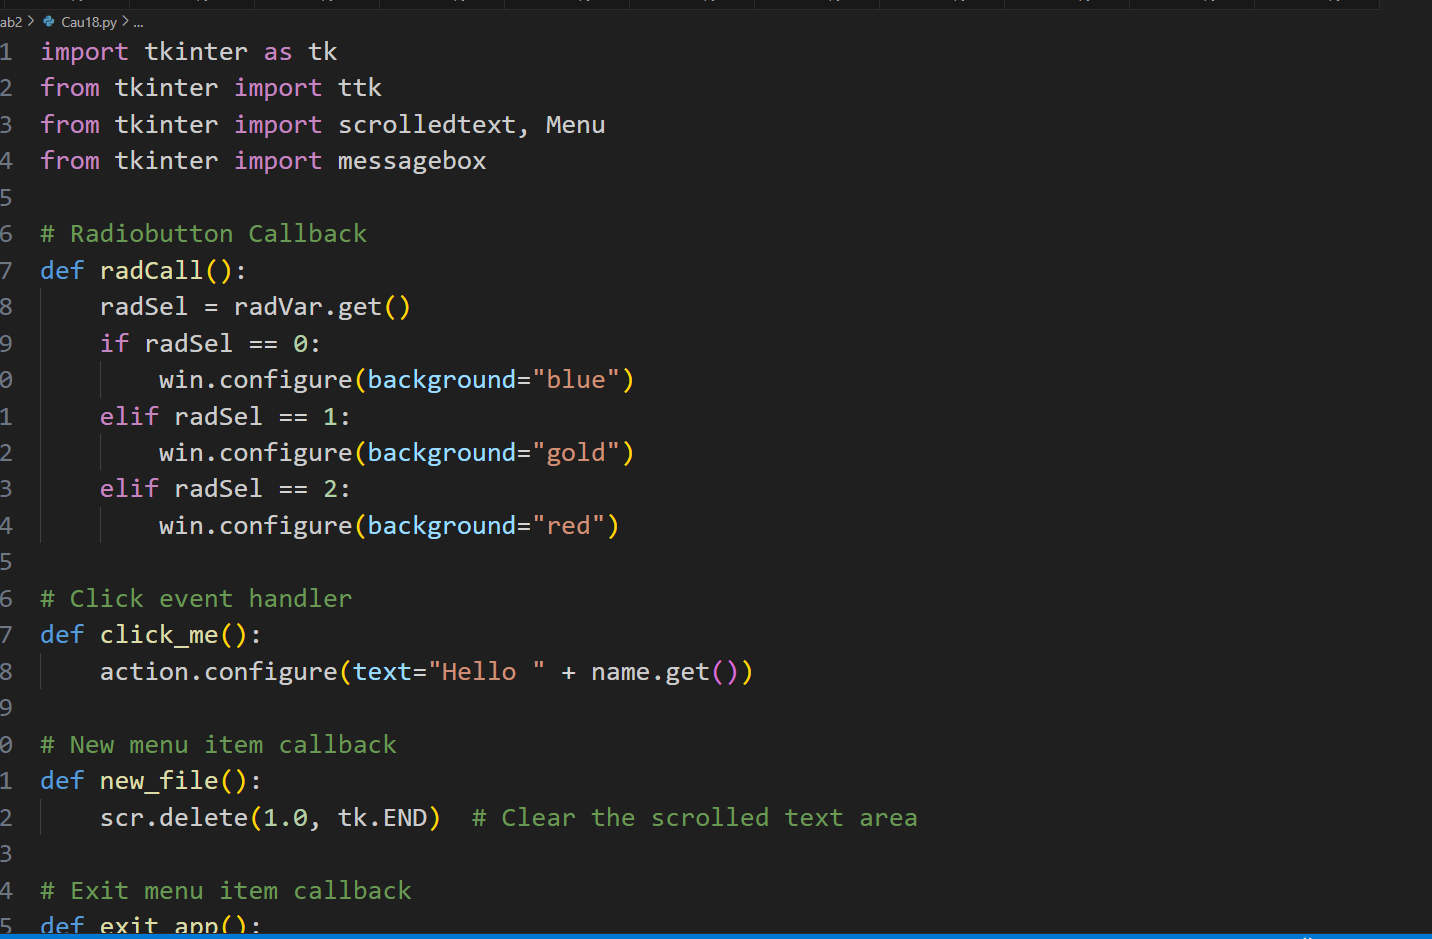 ab2 > Cau18.py > ...
1 import tkinter as tk
2 from tkinter import ttk
3 from tkinter import scrolledtext, Menu
4 from tkinter import messagebox
5
6 # Radiobutton Callback
7 def radCall():
8     radSel = radVar.get()
9     if radSel == 0:
0         win.configure(background="blue")
1     elif radSel == 1:
2         win.configure(background="gold")
3     elif radSel == 2:
4         win.configure(background="red")
5
6 # Click event handler
7 def click_me():
8     action.configure(text="Hello " + name.get())
9
0 # New menu item callback
1 def new_file():
2     scr.delete(1.0, tk.END)  # Clear the scrolled text area
3
4 # Exit menu item callback
5 def exit_app():